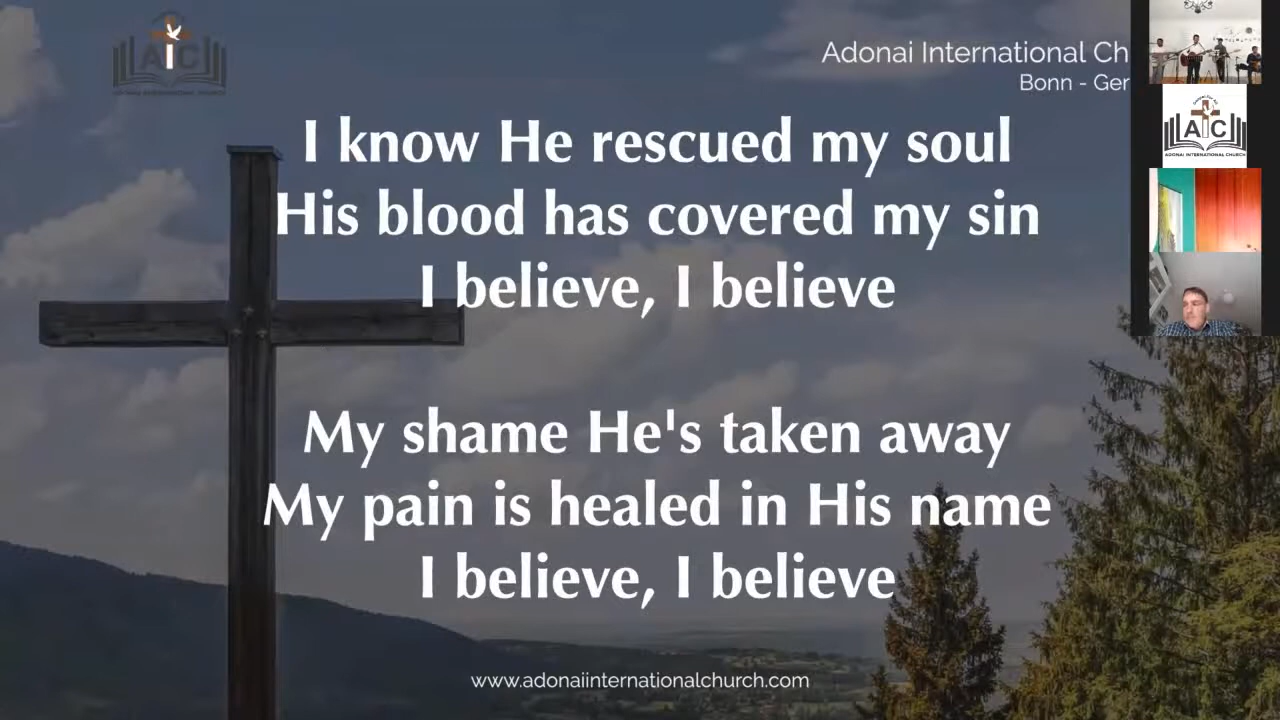 AiC
Adonai International Ch
Bonn - Ger
I know He rescued my soul
His blood has covered my sin
I believe, I believe
My shame He's taken away
My pain is healed in His name
I believe, I believe
www.adonaiinternationalchurch.com
AiC
ADONAI INTERNATIONAL CHURCH